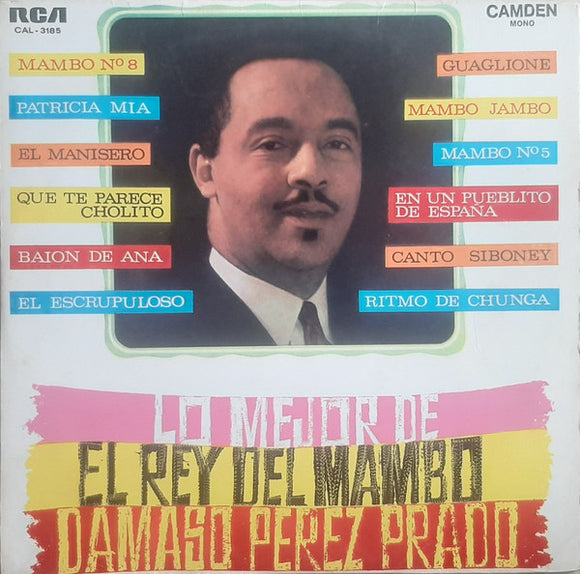 RCA
CAL - 3185
CAMDEN
MONO
MAMBO Nº 8
PATRICIA MIA
EL MANISERO
QUE TE PARECE
CHOLITO
BAION DE ANA
EL ESCRUPULOSO
GUAGLIONE
MAMBO JAMBO
MAMBO Nº 5
EN UN PUEBLITO
DE ESPAÑA
CANTO SIBONEY
RITMO DE CHUNGA
LO MEJOR DE
EL REY DEL MAMBO
DAMASO PEREZ PRADO